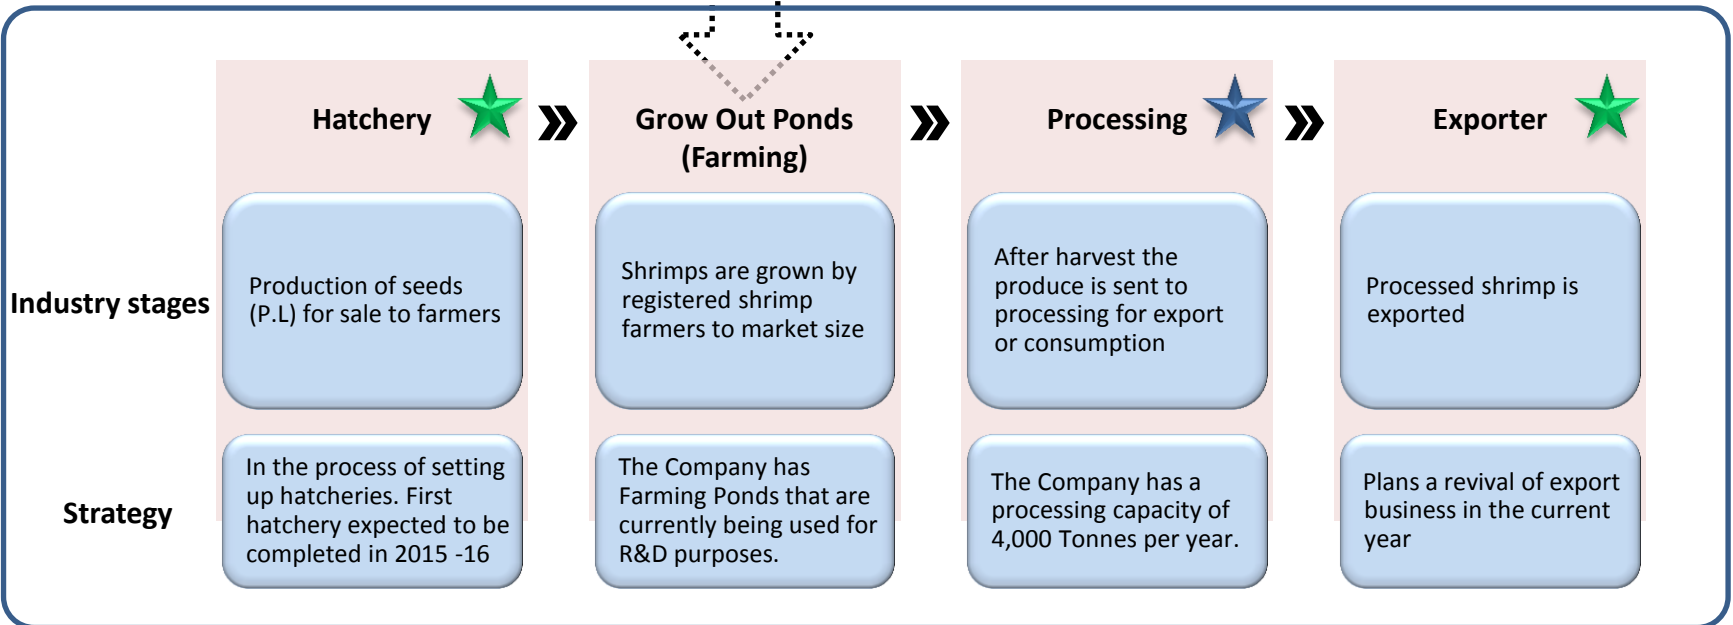 Hatchery
Grow Out Ponds
(Farming)
Processing
Exporter
Industry stages
Production of seeds
(P.L) for sale to farmers
Shrimps are grown by
registered shrimp
farmers to market size
After harvest the
produce is sent to
processing for export
or consumption
Processed shrimp is
exported
Strategy
In the process of setting
up hatcheries. First
hatchery expected to be
completed in 2015 -16
The Company has
Farming Ponds that are
currently being used for
R&D purposes.
The Company has a
processing capacity of
4,000 Tonnes per year.
Plans a revival of export
business in the current
year